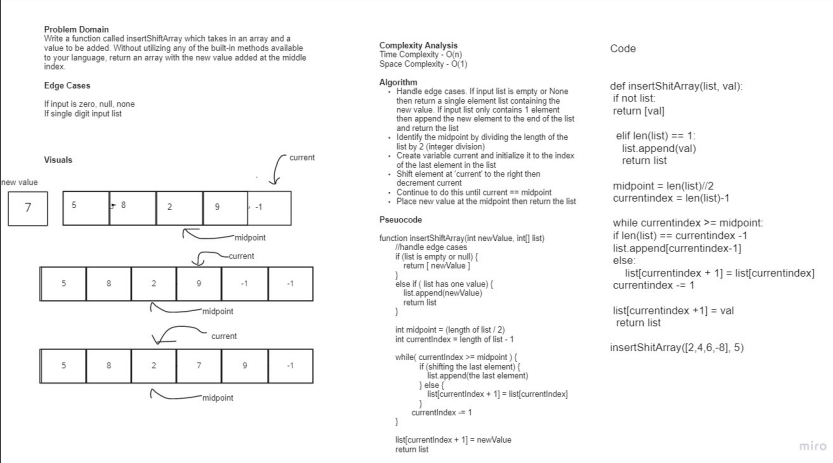 Problem Domain
Write a function called insertShiftArray which takes in an array and a
value to be added. Without utilizing any of the built-in methods available
to your language, return an array with the new value added at the middle
index.
Edge Cases
If input is zero, null, none
If single digit input list
Visuals
current
new value
7
5 8 2 9 -1
midpoint
current
5 8 2 9 -1 -1
midpoint
current
5 8 2 7 9 -1
midpoint
Complexity Analysis
Time Complexity - O(n)
Space Complexity - O(1)
Algorithm
• Handle edge cases. If input list is empty or None
then return a single element list containing the
new value. If input list only contains 1 element
then append the new element to the end of the list
and return the list
• Identify the midpoint by dividing the length of the
list by 2 (integer division)
• Create variable current and initialize it to the index
of the last element in the list
• Shift element at 'current' to the right then
decrement current
• Continue to do this until current == midpoint
• Place new value at the midpoint then return the list
Pseuocode
function insertShiftArray(int newValue, int[] list)
//handle edge cases
if (list is empty or null) {
return [ newValue ]
}
else if ( list has one value) {
list.append(newValue)
return list
}
int midpoint = (length of list / 2)
int currentIndex = length of list - 1
while( currentIndex >= midpoint ) {
if (shifting the last element) {
list.append(the last element)
} else {
list[currentIndex + 1] = list[currentIndex]
}
currentIndex -= 1
}
list[currentIndex + 1] = newValue
return list
Code
def insertShitArray(list, val):
if not list:
return [val]
elif len(list) == 1:
list.append(val)
return list
midpoint = len(list)//2
currentindex = len(list)-1
while currentindex >= midpoint:
if len(list) == currentindex -1
list.append[currentindex-1]
else:
list[currentindex + 1] = list[currentindex]
currentindex -= 1
list[currentindex +1] = val
return list
insertShitArray([2,4,6,-8], 5)
miro